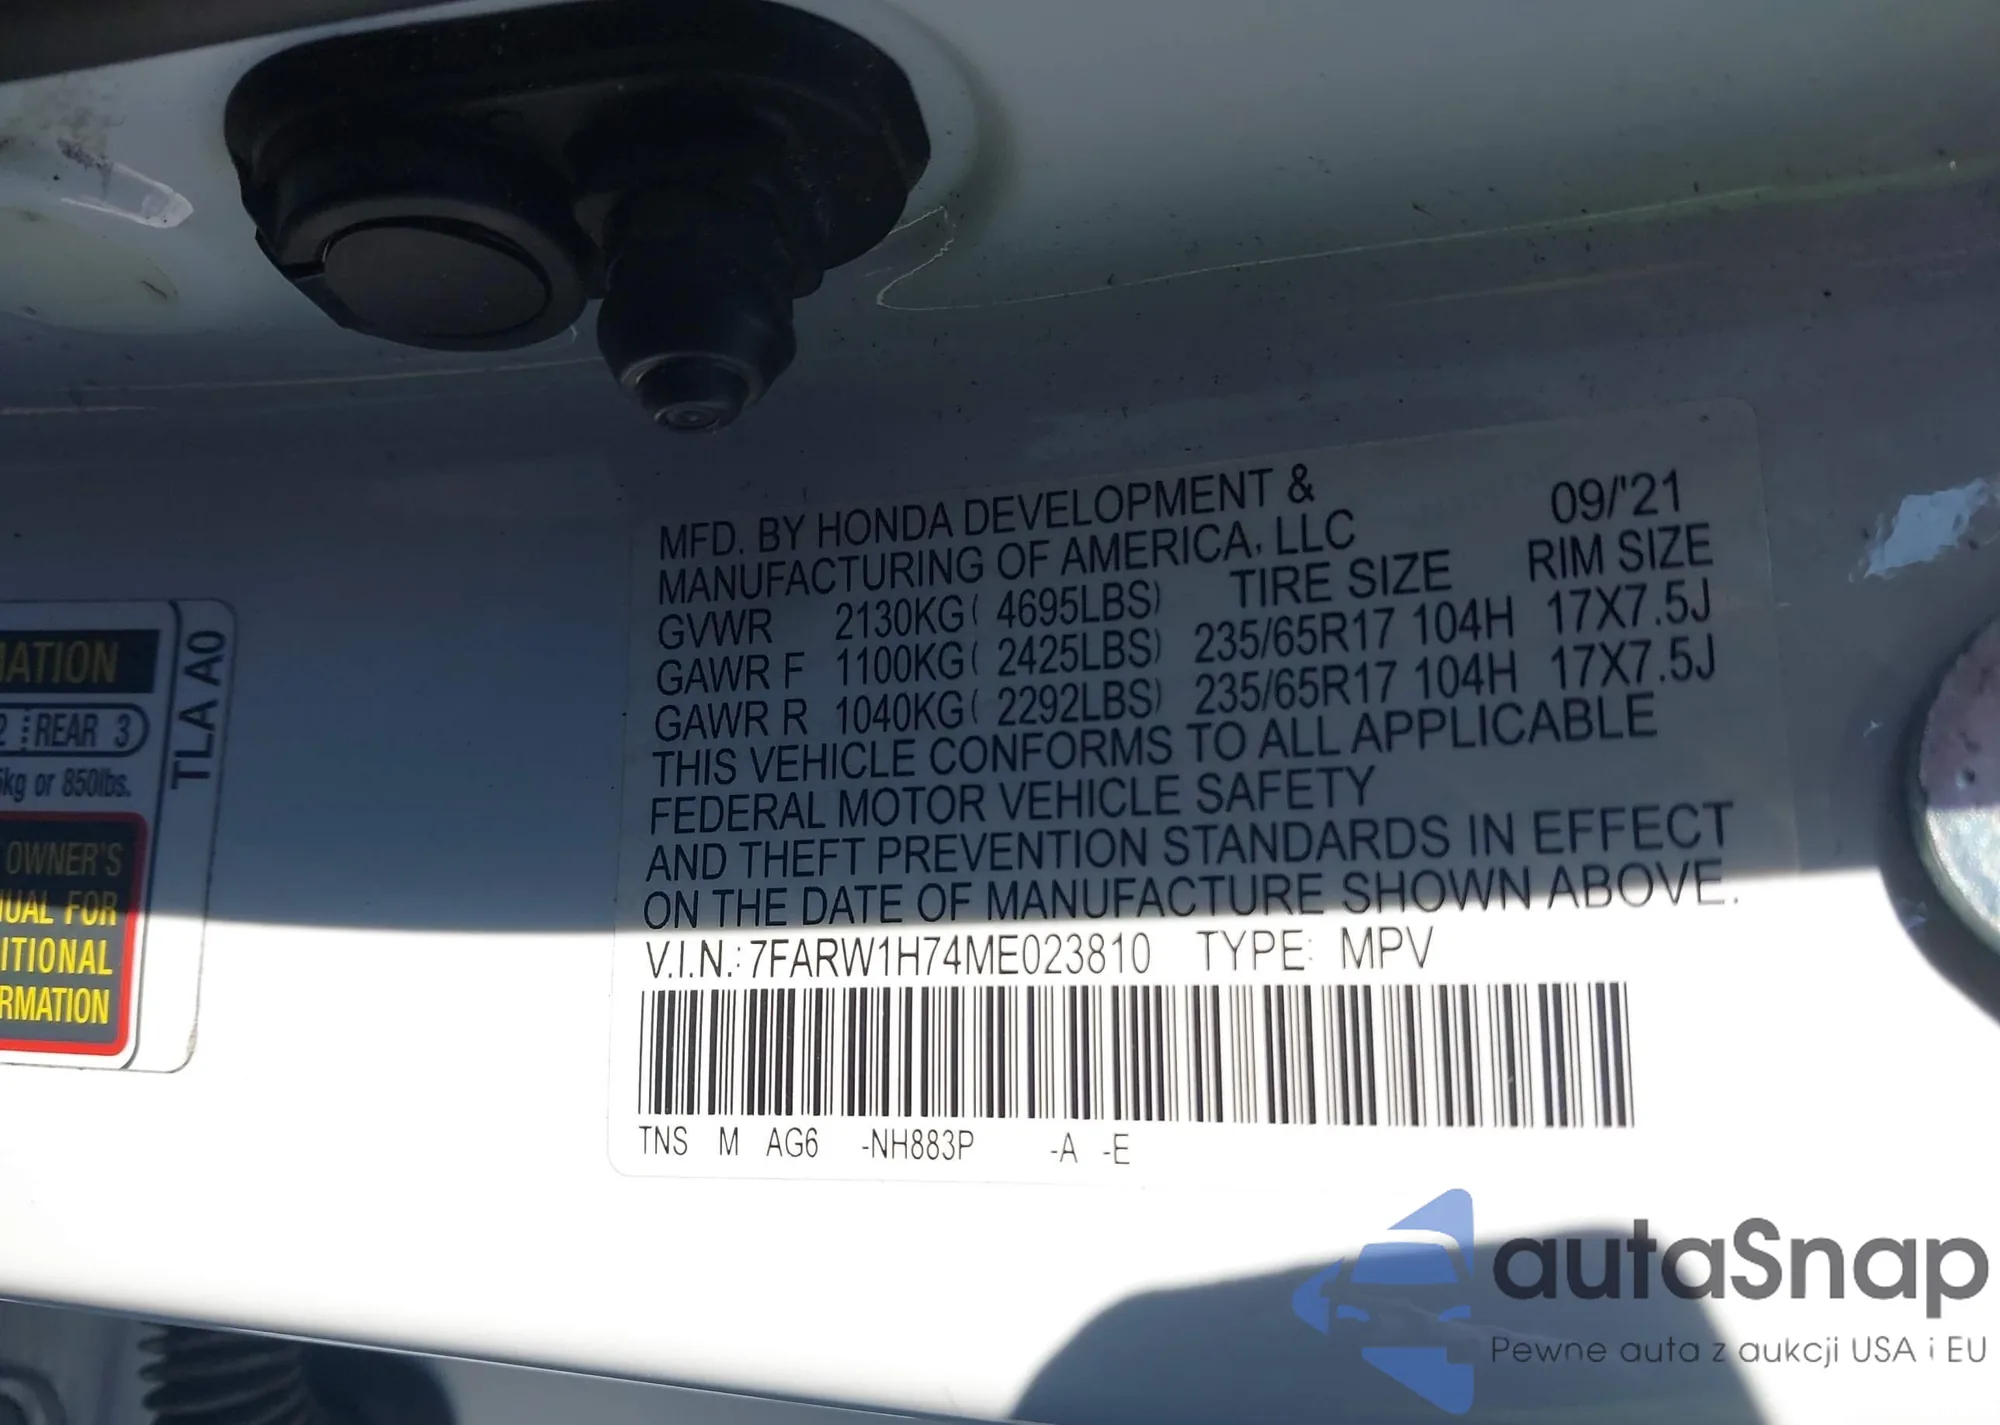 MFD. BY HONDA DEVELOPMENT &
MANUFACTURING OF AMERICA, LLC
09/'21
GVWR 2130KG( 4695LBS) TIRE SIZE RIM SIZE
GAWR F 1100KG( 2425LBS) 235/65R17 104H 17X7.5J
GAWR R 1040KG( 2292LBS) 235/65R17 104H 17X7.5J
THIS VEHICLE CONFORMS TO ALL APPLICABLE
FEDERAL MOTOR VEHICLE SAFETY
AND THEFT PREVENTION STANDARDS IN EFFECT
ON THE DATE OF MANUFACTURE SHOWN ABOVE.
V.I.N.: 7FARW1H74ME023810 TYPE: MPV
TNS M AG6 -NH883P -A -E
MATION
2 REAR 3
5kg or 850lbs.
OWNER'S
UAL FOR
ITIONAL
RMATION
TLA A0
autaSnap
Pewne auta z aukcji USA i EU